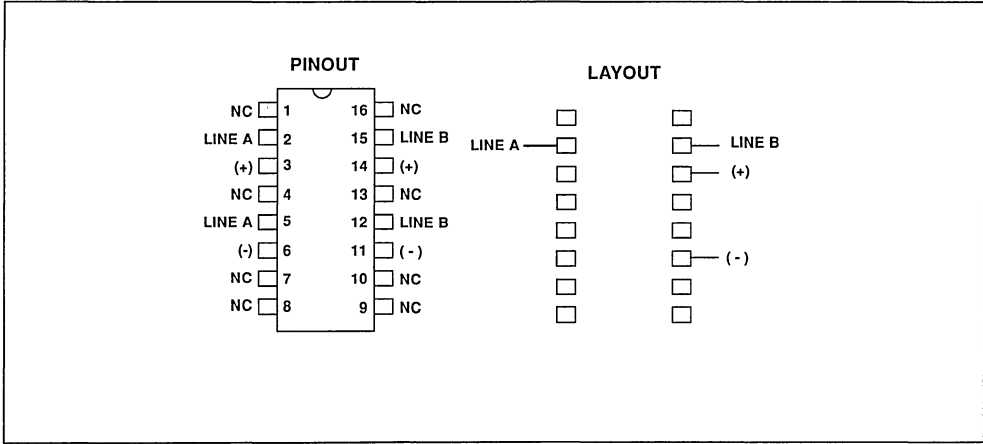 PINOUT
NC 1 16 NC
LINE A 2 15 LINE B
(+) 3 14 (+)
NC 4 13 NC
LINE A 5 12 LINE B
(-) 6 11 ( - )
NC 7 10 NC
NC 8 9 NC
LAYOUT
LINE A LINE B
(+)
( - )